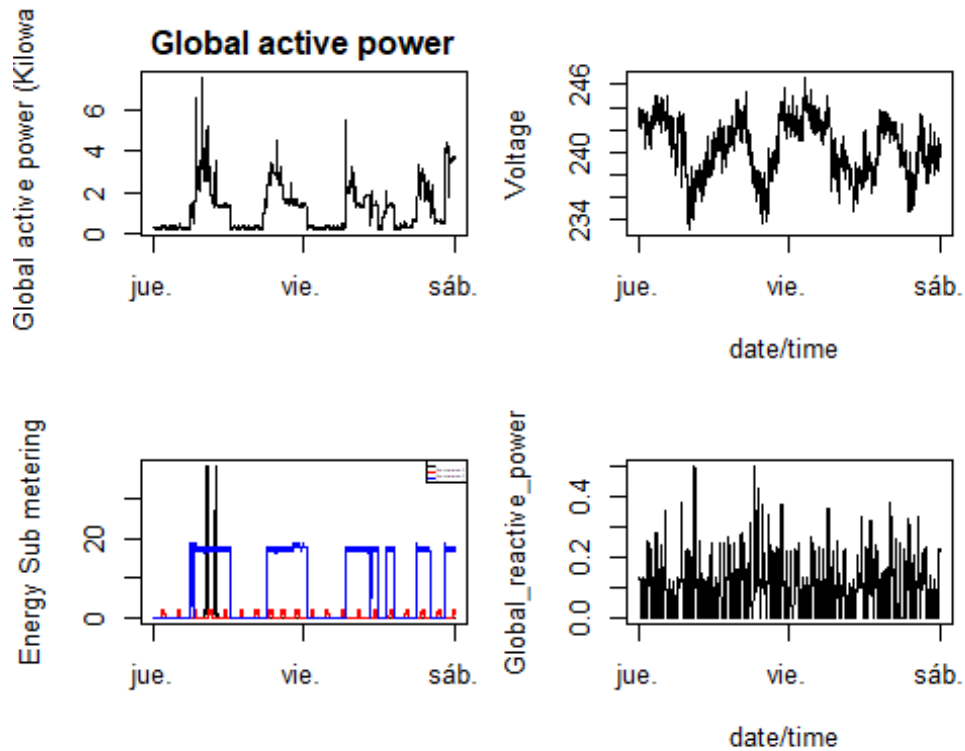 Global active power
Global active power (Kilowa
0
2
4
6
jue.
vie.
sáb.
Voltage
234
240
246
jue.
vie.
sáb.
date/time
Energy Sub metering
0
20
jue.
vie.
sáb.
Global_reactive_power
0.0
0.2
0.4
jue.
vie.
sáb.
date/time